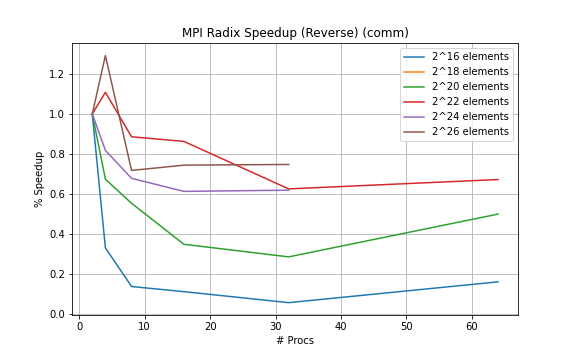 MPI Radix Speedup (Reverse) (comm)
% Speedup
1.2
1.0
0.8
0.6
0.4
0.2
0.0
2^16 elements
2^18 elements
2^20 elements
2^22 elements
2^24 elements
2^26 elements
0 10 20 30 40 50 60
# Procs